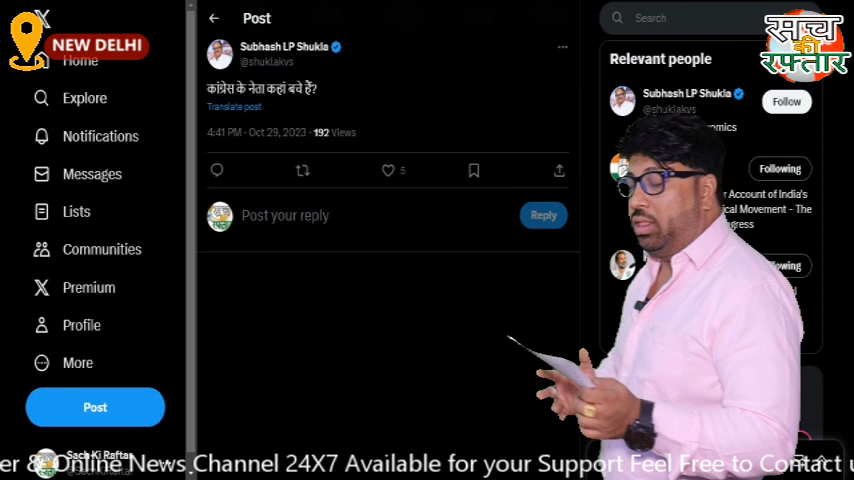 NEW DELHI
X
Home
Explore
Notifications
Messages
Lists
Communities
Premium
Profile
More
Post
Sach Ki Raftar
Post
Subhash LP Shukla
@shuklakvs
कांग्रेस के नेता कहां बचे हैं?
Translate post
4:41 PM · Oct 29, 2023 · 192 Views
5
Post your reply
Reply
Search
सच
की
रफ़्तार
Relevant people
Subhash LP Shukla
@shuklakvs
Follow
Following
Account of India's
Movement - The
& Online News Channel 24X7 Available for your Support Feel Free to Contact